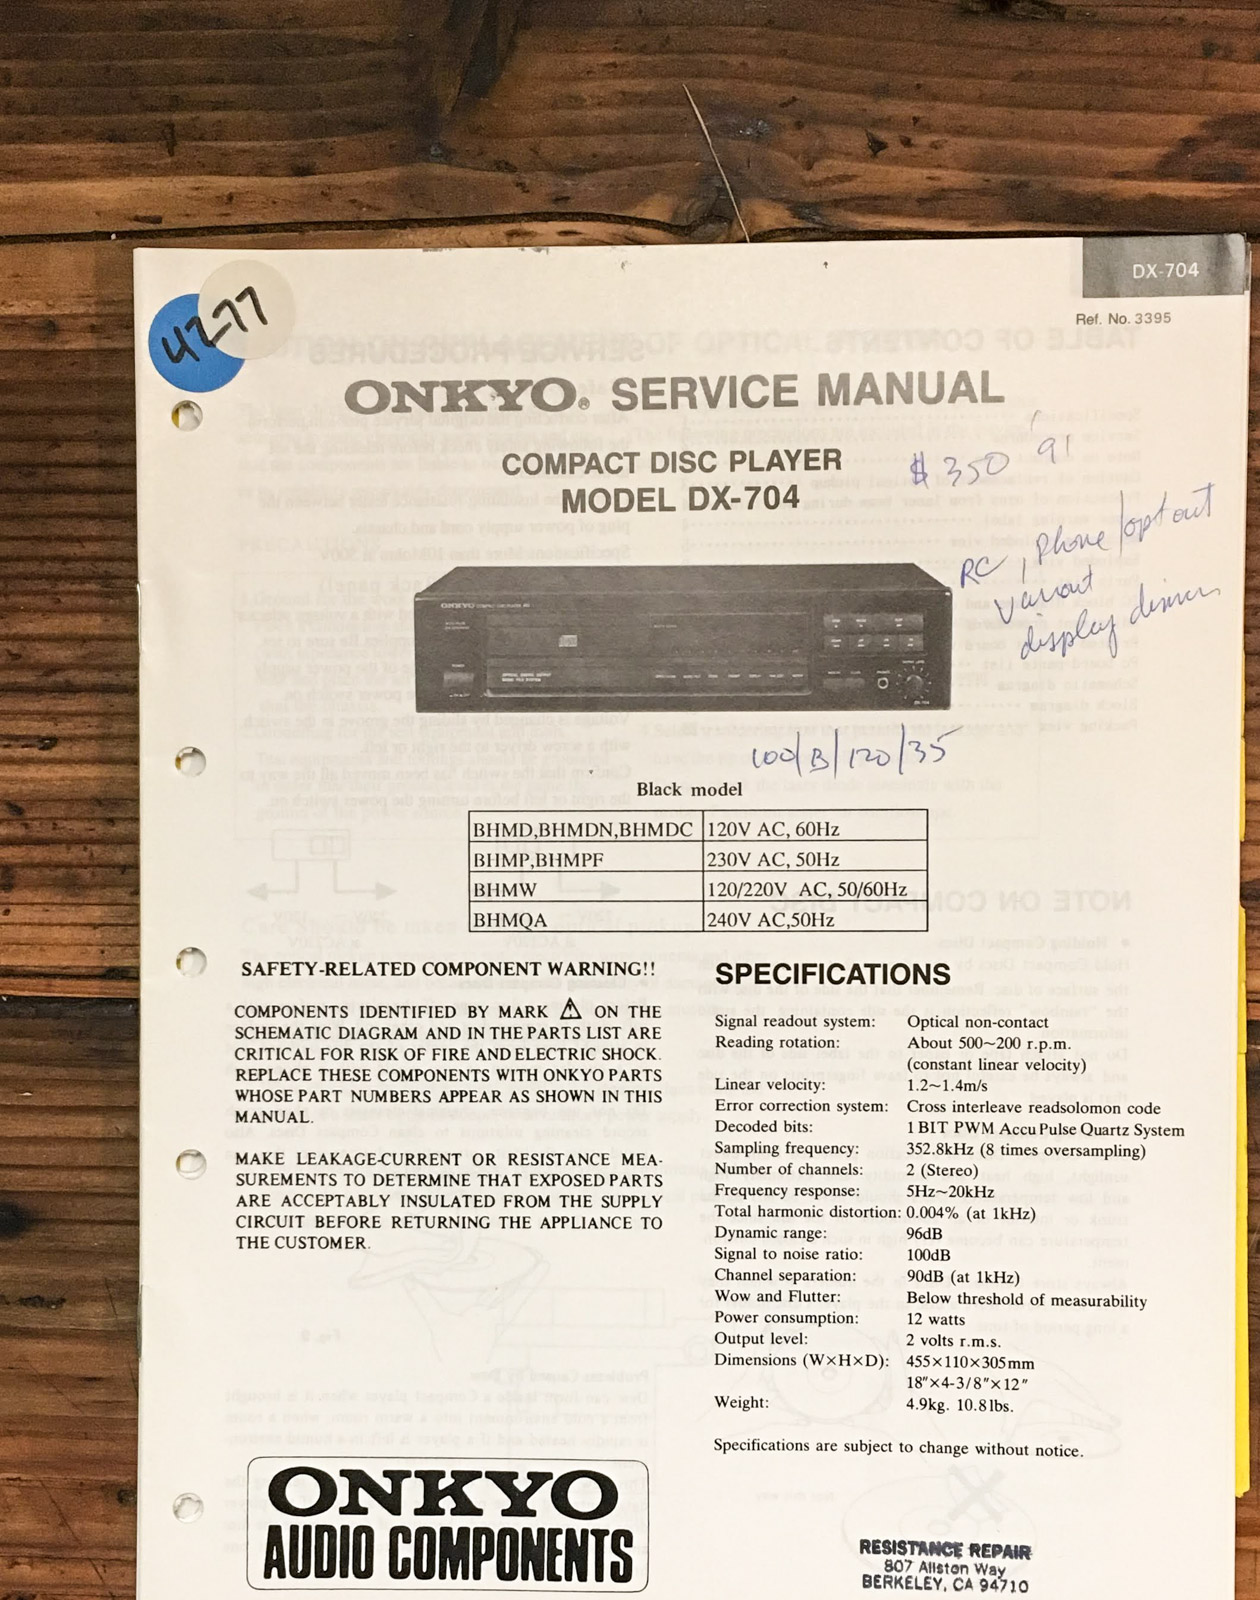 42-77
DX-704
Ref. No. 3395
ONKYO® SERVICE MANUAL
COMPACT DISC PLAYER
MODEL DX-704
$ 350 '91
RC, Phone/opt out
Variout
display dimm
ONKYO
DX-704
100/B/120/35
Black model
BHMD,BHMDN,BHMDC 120V AC, 60Hz
BHMP,BHMPF 230V AC, 50Hz
BHMW 120/220V AC, 50/60Hz
BHMQA 240V AC,50Hz
SAFETY-RELATED COMPONENT WARNING!!
COMPONENTS IDENTIFIED BY MARK ⚠ ON THE
SCHEMATIC DIAGRAM AND IN THE PARTS LIST ARE
CRITICAL FOR RISK OF FIRE AND ELECTRIC SHOCK.
REPLACE THESE COMPONENTS WITH ONKYO PARTS
WHOSE PART NUMBERS APPEAR AS SHOWN IN THIS
MANUAL.
MAKE LEAKAGE-CURRENT OR RESISTANCE MEA-
SUREMENTS TO DETERMINE THAT EXPOSED PARTS
ARE ACCEPTABLY INSULATED FROM THE SUPPLY
CIRCUIT BEFORE RETURNING THE APPLIANCE TO
THE CUSTOMER.
SPECIFICATIONS
Signal readout system: Optical non-contact
Reading rotation: About 500~200 r.p.m.
(constant linear velocity)
Linear velocity: 1.2~1.4m/s
Error correction system: Cross interleave readsolomon code
Decoded bits: 1 BIT PWM Accu Pulse Quartz System
Sampling frequency: 352.8kHz (8 times oversampling)
Number of channels: 2 (Stereo)
Frequency response: 5Hz~20kHz
Total harmonic distortion: 0.004% (at 1kHz)
Dynamic range: 96dB
Signal to noise ratio: 100dB
Channel separation: 90dB (at 1kHz)
Wow and Flutter: Below threshold of measurability
Power consumption: 12 watts
Output level: 2 volts r.m.s.
Dimensions (W×H×D): 455×110×305mm
18"×4-3/8"×12"
Weight: 4.9kg. 10.8lbs.
Specifications are subject to change without notice.
ONKYO
AUDIO COMPONENTS
RESISTANCE REPAIR
807 Allston Way
BERKELEY, CA 94710